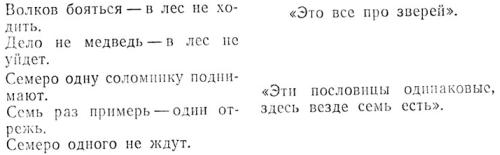 Волков бояться — в лес не хо-
дить.
Дело не медведь — в лес не
уйдет.
Семеро одну соломинку подни-
мают.
Семь раз примерь — один от-
режь.
Семеро одного не ждут.
«Это все про зверей».
«Эти пословицы одинаковые,
здесь везде семь есть».